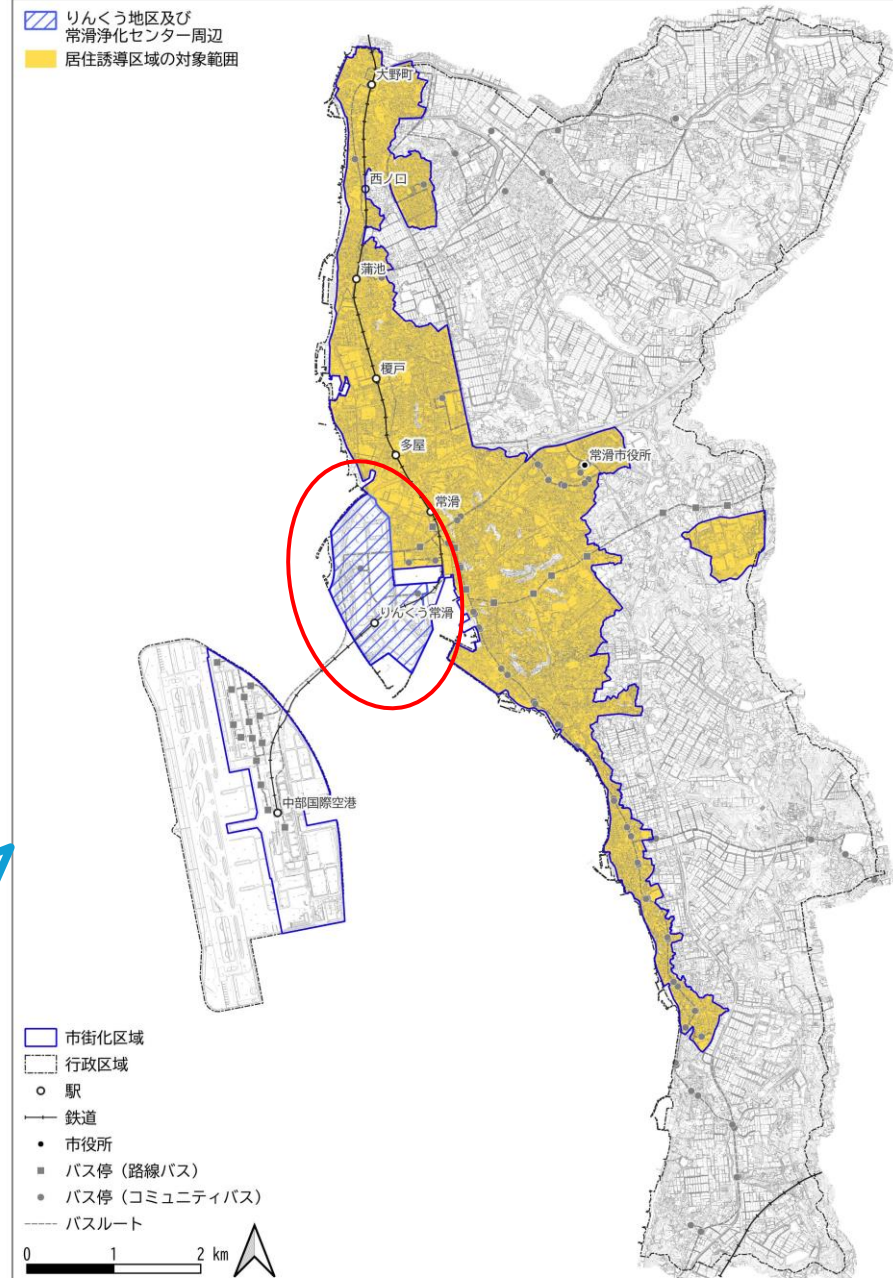 りんくう地区及び
常滑浄化センター周辺
居住誘導区域の対象範囲
大野町
西ノ口
蒲池
榎戸
多屋
常滑市役所
常滑
りんくう常滑
中部国際空港
市街化区域
行政区域
駅
鉄道
市役所
バス停（路線バス）
バス停（コミュニティバス）
バスルート
0 1 2 km